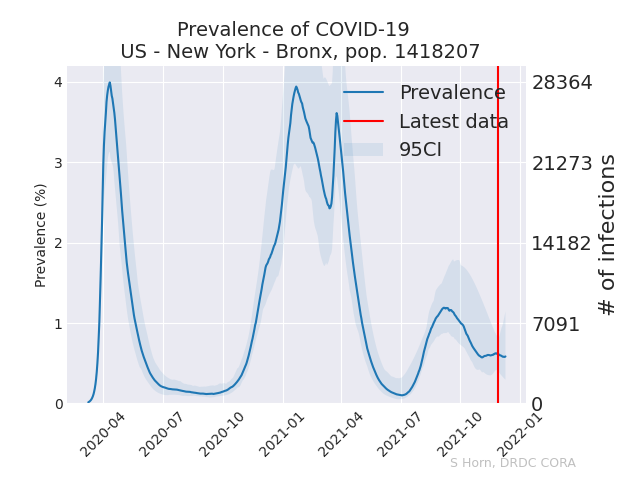 Prevalence of COVID-19
US - New York - Bronx, pop. 1418207
Prevalence (%)
4
3
2
1
0
Prevalence
Latest data
95CI
28364
21273
14182
7091
0
# of infections
2020-04
2020-07
2020-10
2021-01
2021-04
2021-07
2021-10
2022-01
S Horn, DRDC CORA